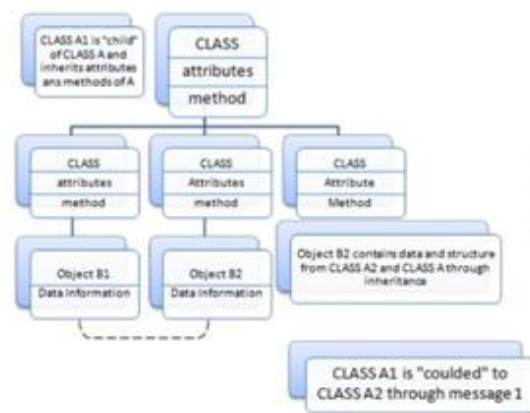 CLASS A1 is "child"
of CLASS A and
inherits attributes
ans methods of A
CLASS
attributes
method
CLASS
attributes
method
CLASS
Attributes
method
CLASS
Attribute
Method
Object B1
Data Information
Object B2
Data Information
Object B2 contains data and structure
from CLASS A2 and CLASS A through
inheritance
CLASS A1 is "coulded" to
CLASS A2 through message 1